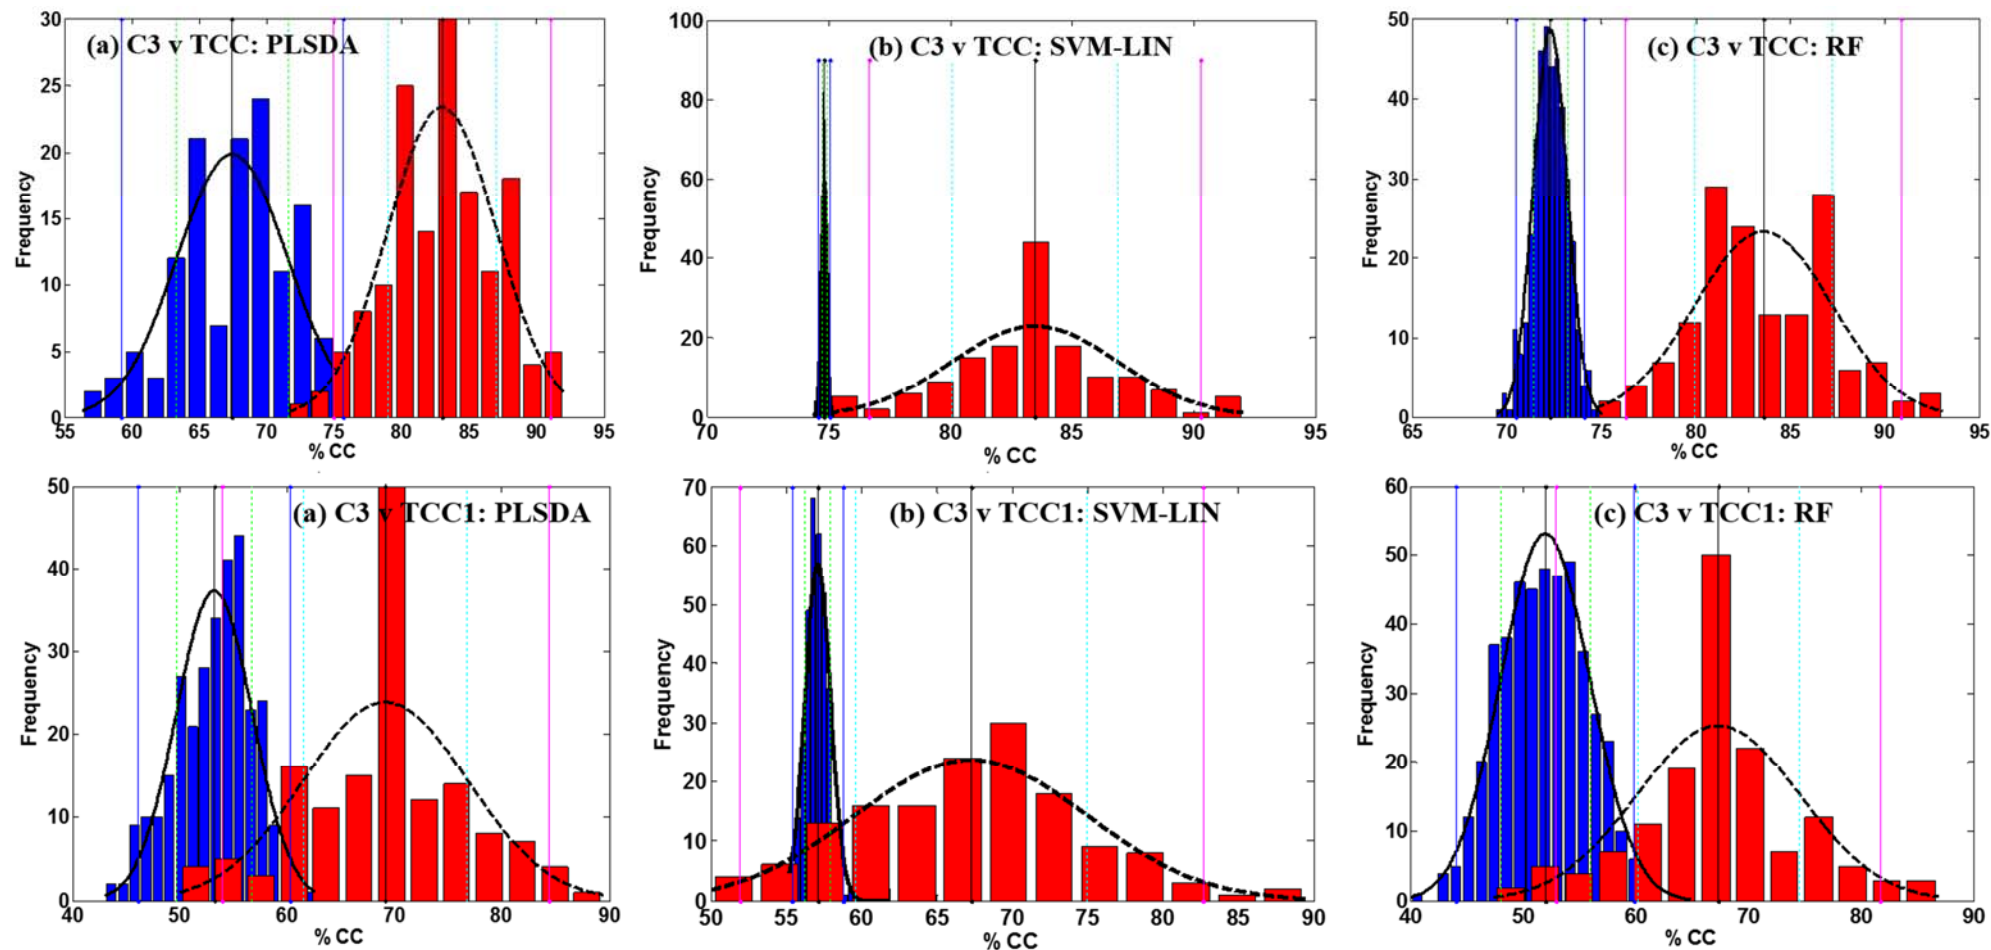 (a) C3 v TCC: PLSDA
Frequency
30
25
20
15
10
5
0
55 60 65 70 75 80 85 90 95
% CC
(b) C3 v TCC: SVM-LIN
Frequency
100
80
60
40
20
0
70 75 80 85 90 95
% CC
(c) C3 v TCC: RF
Frequency
50
40
30
20
10
0
65 70 75 80 85 90 95
% CC
(a) C3 v TCC1: PLSDA
Frequency
50
40
30
20
10
0
40 50 60 70 80 90
% CC
(b) C3 v TCC1: SVM-LIN
Frequency
70
60
50
40
30
20
10
0
50 55 60 65 70 75 80 85 90
% CC
(c) C3 v TCC1: RF
Frequency
60
50
40
30
20
10
0
40 50 60 70 80 90
% CC